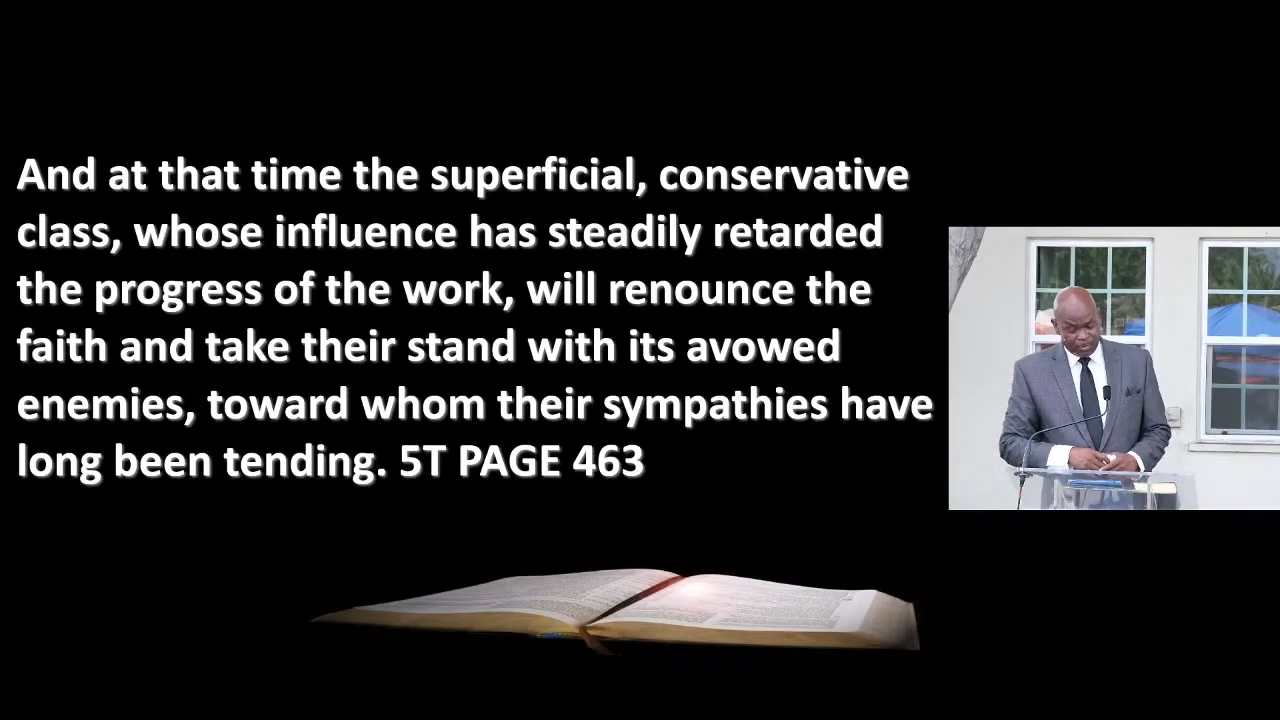 And at that time the superficial, conservative
class, whose influence has steadily retarded
the progress of the work, will renounce the
faith and take their stand with its avowed
enemies, toward whom their sympathies have
long been tending. 5T PAGE 463